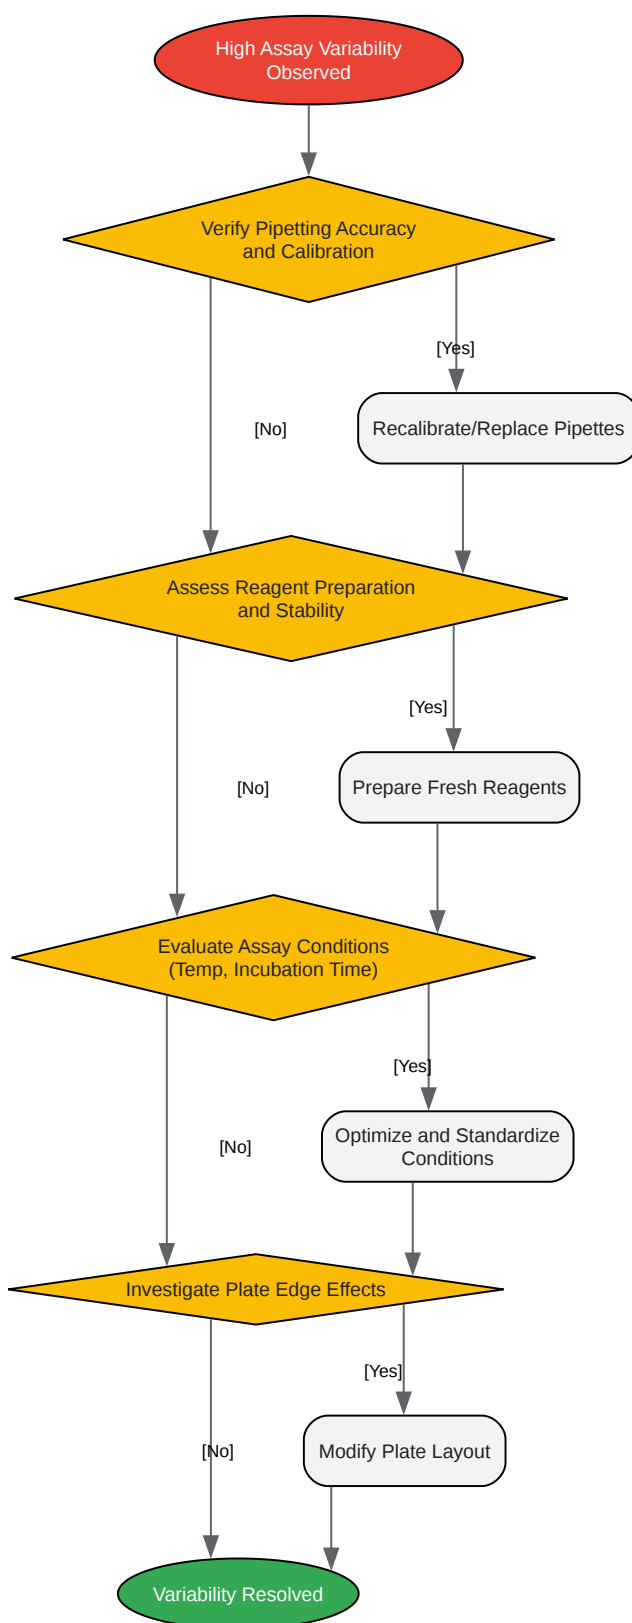 High Assay Variability
Observed
Verify Pipetting Accuracy
and Calibration
[Yes]
[No]
Recalibrate/Replace Pipettes
Assess Reagent Preparation
and Stability
[Yes]
[No]
Prepare Fresh Reagents
Evaluate Assay Conditions
(Temp, Incubation Time)
[Yes]
[No]
Optimize and Standardize
Conditions
Investigate Plate Edge Effects
[Yes]
[No]
Modify Plate Layout
Variability Resolved